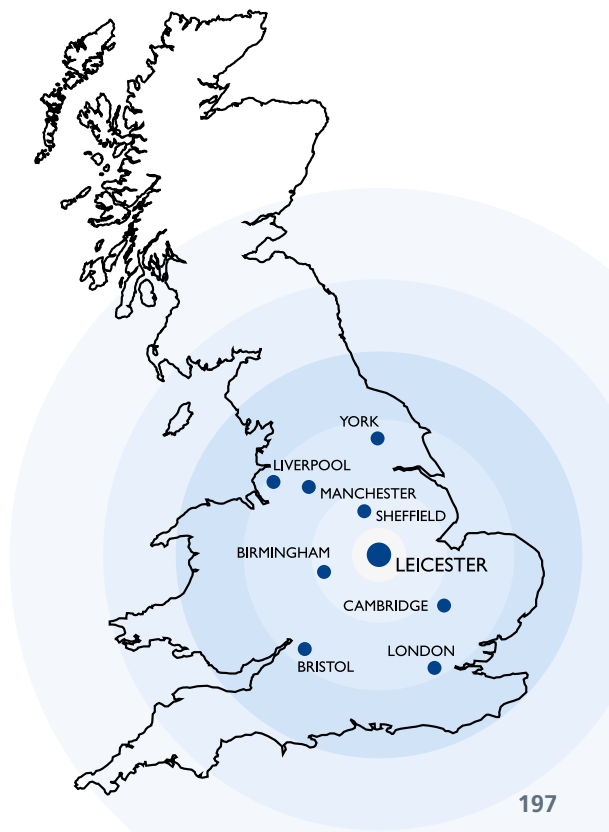 YORK
LIVERPOOL
MANCHESTER
SHEFFIELD
BIRMINGHAM
LEICESTER
CAMBRIDGE
LONDON
BRISTOL
197